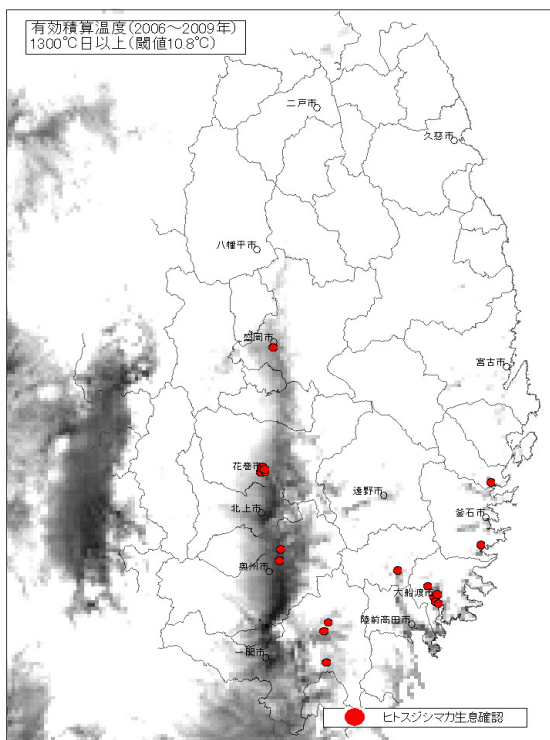 有効積算温度(2006～2009年)
1300℃日以上(閾値10.8℃)
二戸市
久慈市
八幡平市
盛岡市
宮古市
花巻市
遠野市
北上市
釜石市
奥州市
大船渡市
陸前高田市
一関市
ヒトスジシマカ生息確認